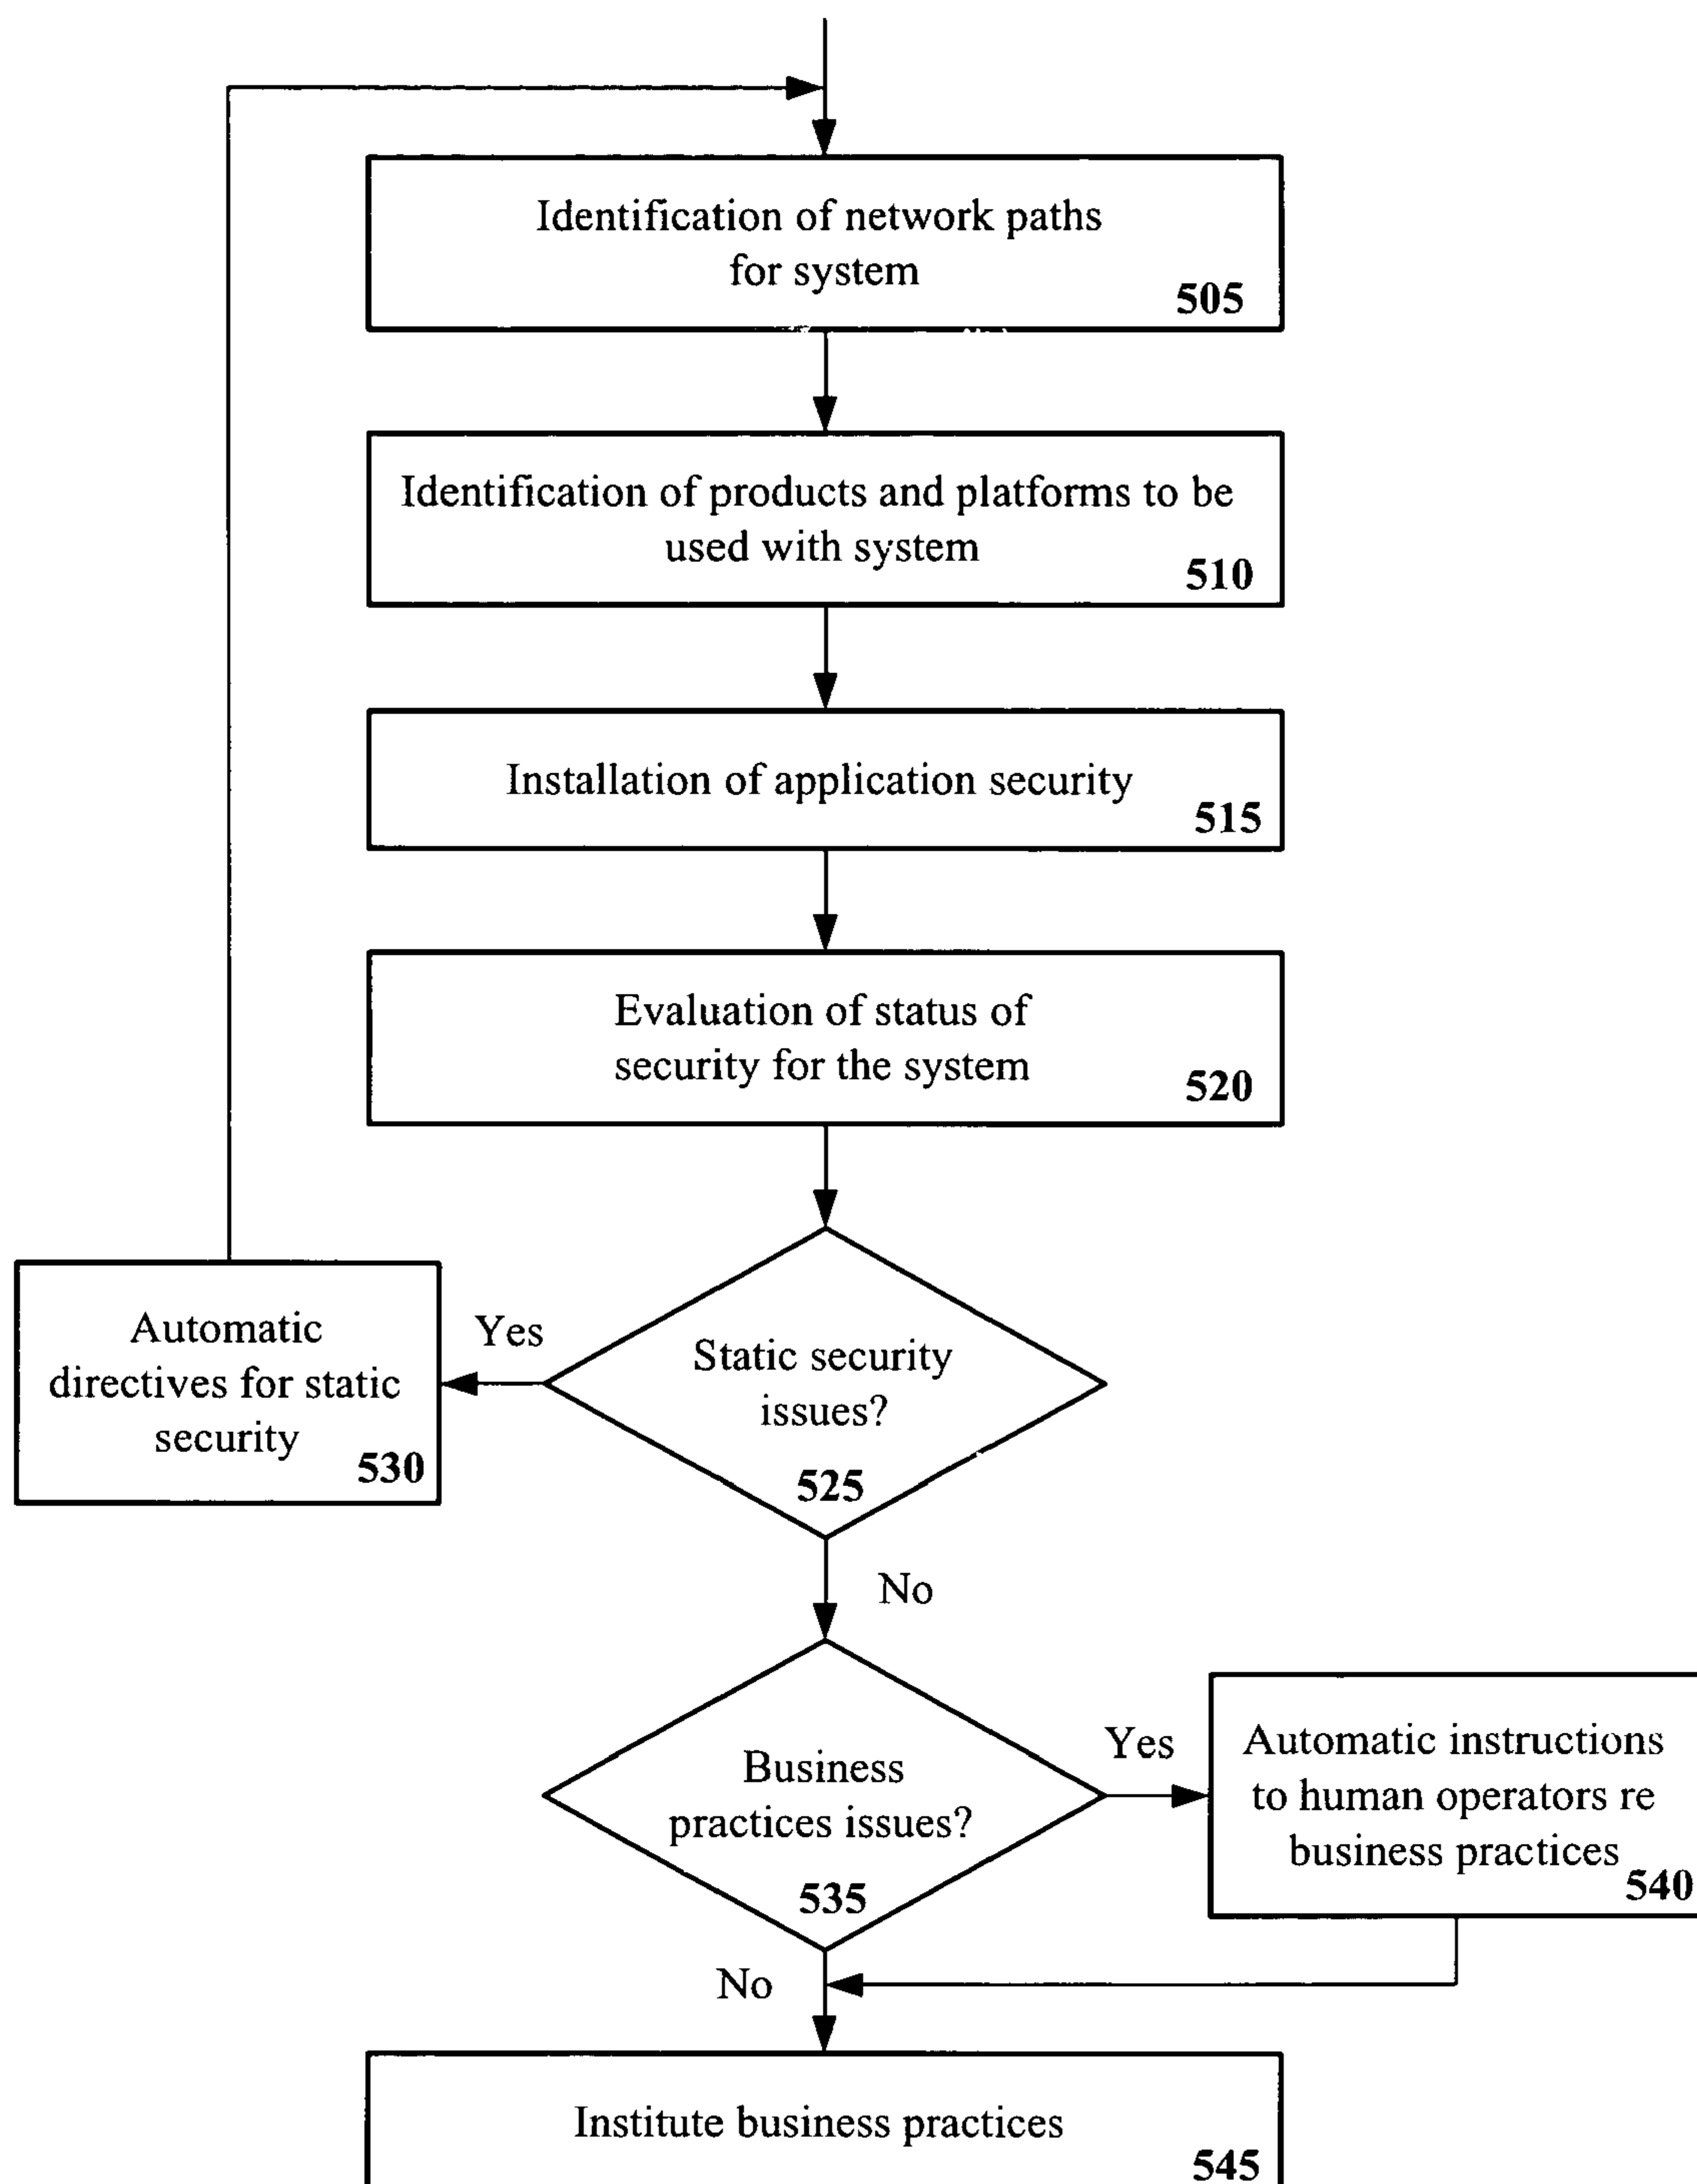 Identification of network paths
for system
505
Identification of products and platforms to be
used with system
510
Installation of application security
515
Evaluation of status of
security for the system
520
Static security
issues?
525
Yes
Automatic
directives for static
security
530
No
Business
practices issues?
535
Yes
Automatic instructions
to human operators re
business practices
540
No
Institute business practices
545